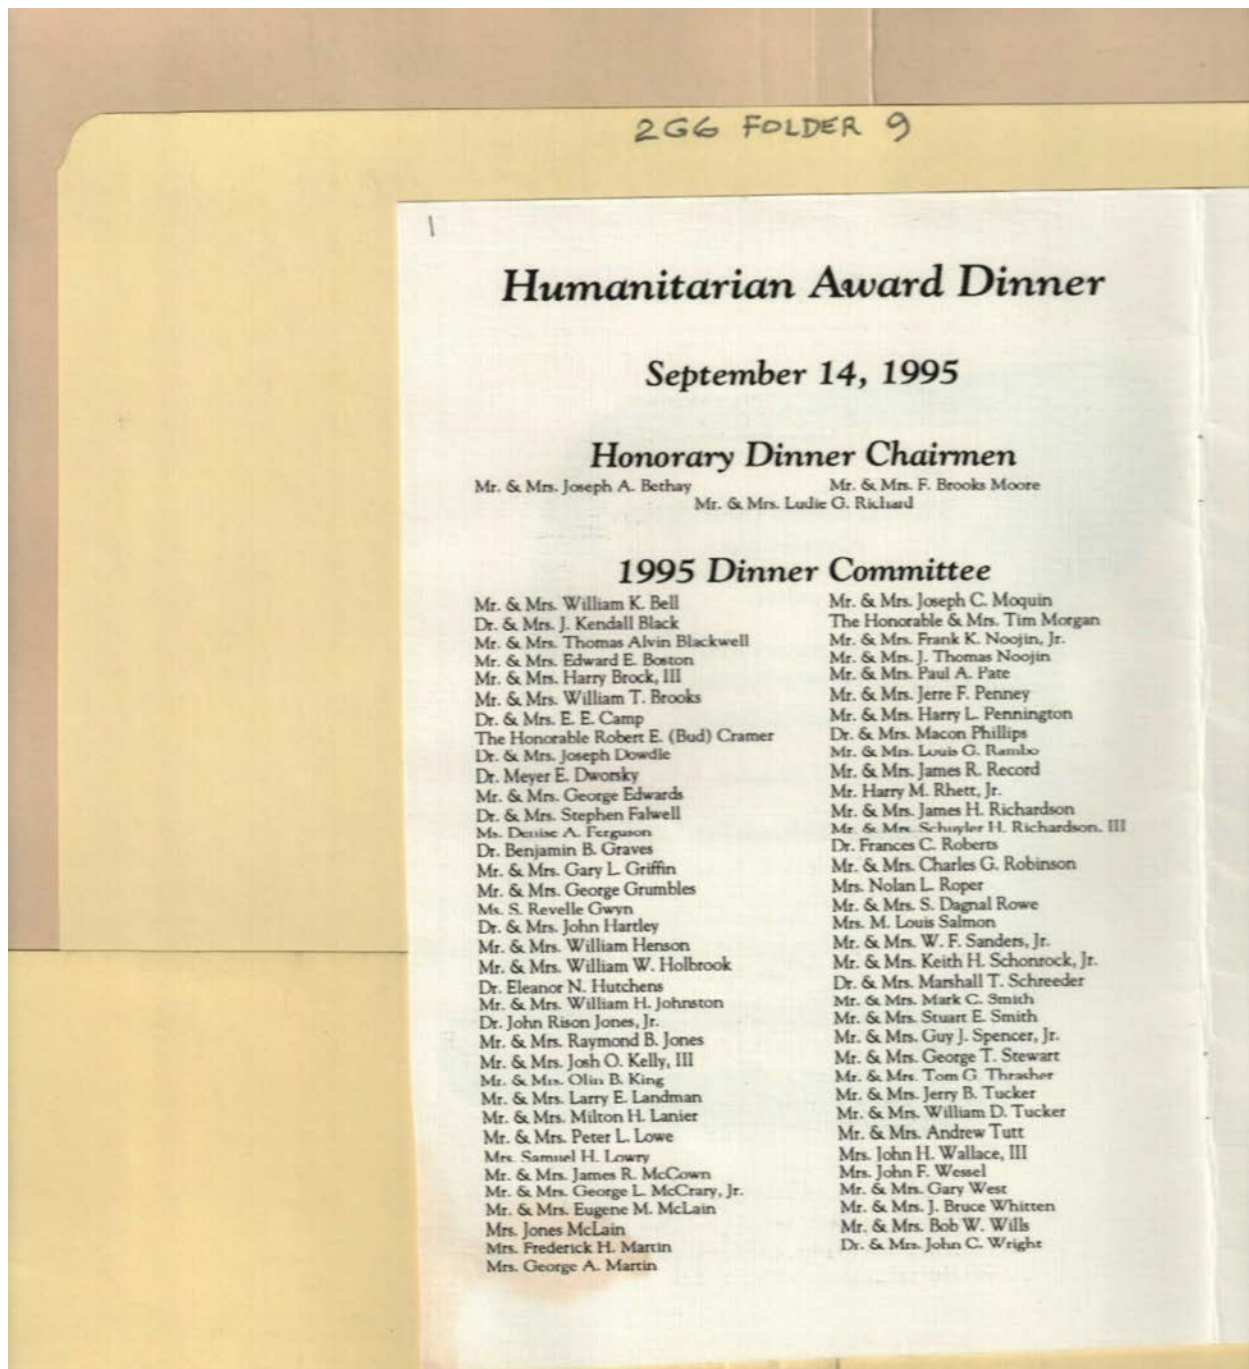 2G6 FOLDER 9
1
Humanitarian Award Dinner
September 14, 1995
Honorary Dinner Chairmen
Mr. & Mrs. Joseph A. Bethay
Mr. & Mrs. F. Brooks Moore
Mr. & Mrs. Ludie G. Richard
1995 Dinner Committee
Mr. & Mrs. William K. Bell
Dr. & Mrs. J. Kendall Black
Mr. & Mrs. Thomas Alvin Blackwell
Mr. & Mrs. Edward E. Boston
Mr. & Mrs. Harry Brock, III
Mr. & Mrs. William T. Brooks
Dr. & Mrs. E. E. Camp
The Honorable Robert E. (Bud) Cramer
Dr. & Mrs. Joseph Dowdle
Dr. Meyer E. Dworsky
Mr. & Mrs. George Edwards
Dr. & Mrs. Stephen Falwell
Ms. Denise A. Ferguson
Dr. Benjamin B. Graves
Mr. & Mrs. Gary L. Griffin
Mr. & Mrs. George Grumbles
Ms. S. Revelle Gwyn
Dr. & Mrs. John Hartley
Mr. & Mrs. William Henson
Mr. & Mrs. William W. Holbrook
Dr. Eleanor N. Hutchens
Mr. & Mrs. William H. Johnston
Dr. John Rison Jones, Jr.
Mr. & Mrs. Raymond B. Jones
Mr. & Mrs. Josh O. Kelly, III
Mr. & Mrs. Olin B. King
Mr. & Mrs. Larry E. Landman
Mr. & Mrs. Milton H. Lanier
Mr. & Mrs. Peter L. Lowe
Mrs. Samuel H. Lowry
Mr. & Mrs. James R. McCown
Mr. & Mrs. George L. McCrary, Jr.
Mr. & Mrs. Eugene M. McLain
Mrs. Jones McLain
Mrs. Frederick H. Martin
Mrs. George A. Martin
Mr. & Mrs. Joseph C. Moquin
The Honorable & Mrs. Tim Morgan
Mr. & Mrs. Frank K. Noojin, Jr.
Mr. & Mrs. J. Thomas Noojin
Mr. & Mrs. Paul A. Pate
Mr. & Mrs. Jerre F. Penney
Mr. & Mrs. Harry L. Pennington
Dr. & Mrs. Macon Phillips
Mr. & Mrs. Louis G. Rambo
Mr. & Mrs. James R. Record
Mr. Harry M. Rhett, Jr.
Mr. & Mrs. James H. Richardson
Mr. & Mrs. Schuyler H. Richardson, III
Dr. Frances C. Roberts
Mr. & Mrs. Charles G. Robinson
Mrs. Nolan L. Roper
Mr. & Mrs. S. Dagnal Rowe
Mrs. M. Louis Salmon
Mr. & Mrs. W. F. Sanders, Jr.
Mr. & Mrs. Keith H. Schonrock, Jr.
Dr. & Mrs. Marshall T. Schreeder
Mr. & Mrs. Mark C. Smith
Mr. & Mrs. Stuart E. Smith
Mr. & Mrs. Guy J. Spencer, Jr.
Mr. & Mrs. George T. Stewart
Mr. & Mrs. Tom G. Thrasher
Mr. & Mrs. Jerry B. Tucker
Mr. & Mrs. William D. Tucker
Mr. & Mrs. Andrew Tutt
Mrs. John H. Wallace, III
Mrs. John F. Wessel
Mr. & Mrs. Gary West
Mr. & Mrs. J. Bruce Whitten
Mr. & Mrs. Bob W. Wills
Dr. & Mrs. John C. Wright